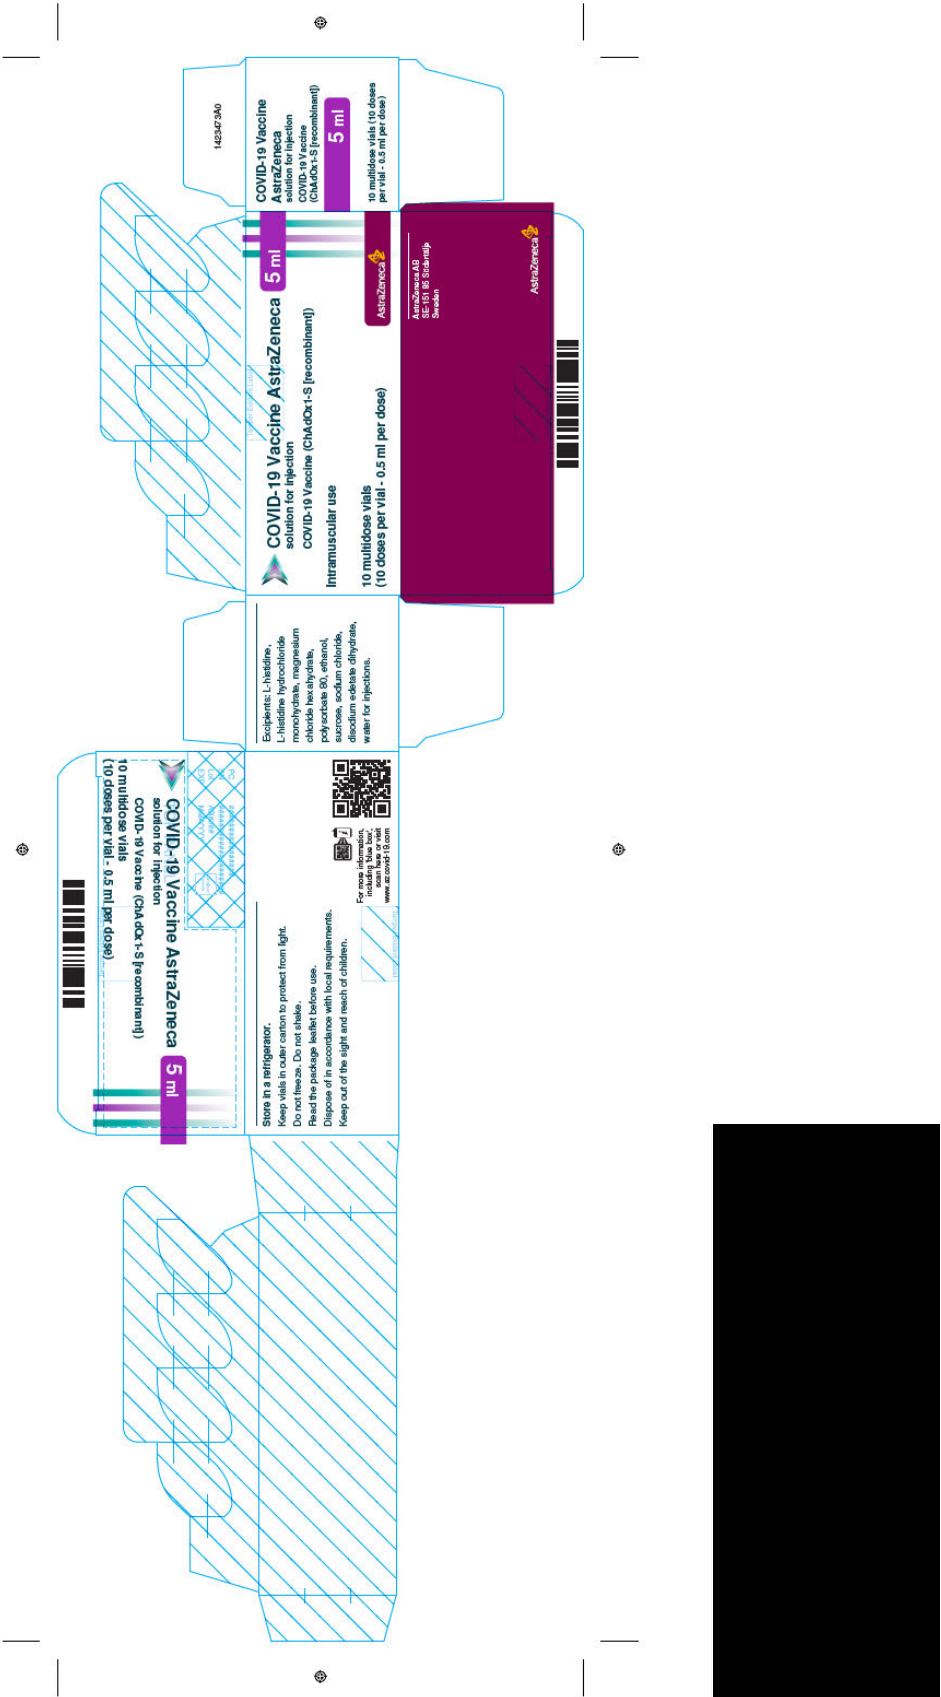 1423473A0
COVID-19 Vaccine
AstraZeneca
solution for injection
COVID-19 Vaccine
(ChAdOx1-S [recombinant])
5 ml
10 multidose vials (10 doses
per vial - 0.5 ml per dose)
COVID-19 Vaccine AstraZeneca
5 ml
solution for injection
COVID-19 Vaccine (ChAdOx1-S [recombinant])
Intramuscular use
10 multidose vials
(10 doses per vial - 0.5 ml per dose)
AstraZeneca
AstraZeneca AB
SE-151 85 Södertälje
Sweden
AstraZeneca
Excipients: L-histidine,
L-histidine hydrochloride
monohydrate, magnesium
chloride hexahydrate,
polysorbate 80, ethanol,
sucrose, sodium chloride,
disodium edetate dihydrate,
water for injections.
PC
EXP
COVID-19 Vaccine AstraZeneca
5 ml
solution for injection
COVID-19 Vaccine (ChAdOx1-S [recombinant])
10 multidose vials
(10 doses per vial - 0.5 ml per dose)
Store in a refrigerator.
Keep vials in outer carton to protect from light.
Do not freeze. Do not shake.
Read the package leaflet before use.
Dispose of in accordance with local requirements.
Keep out of the sight and reach of children.
For more information,
including 'blue box',
scan here or visit
www.azcovid-19.com